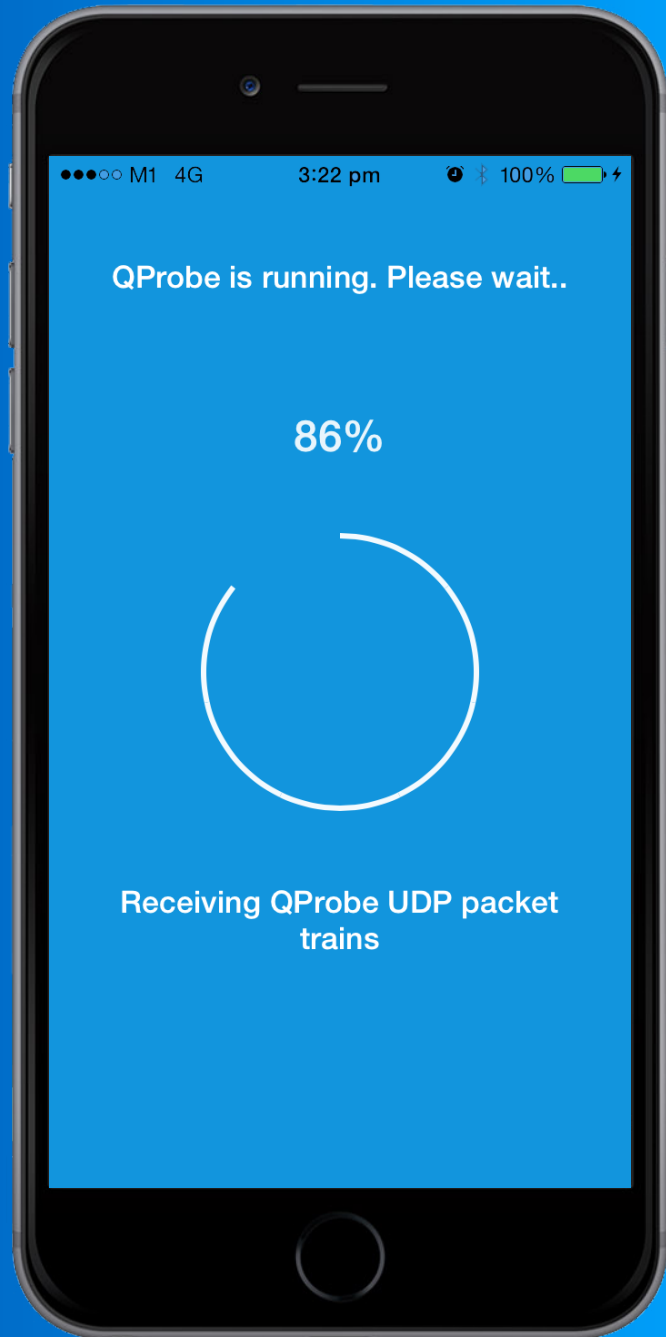 M1 4G 3:22 pm 100%
QProbe is running. Please wait..
86%
Receiving QProbe UDP packet
trains